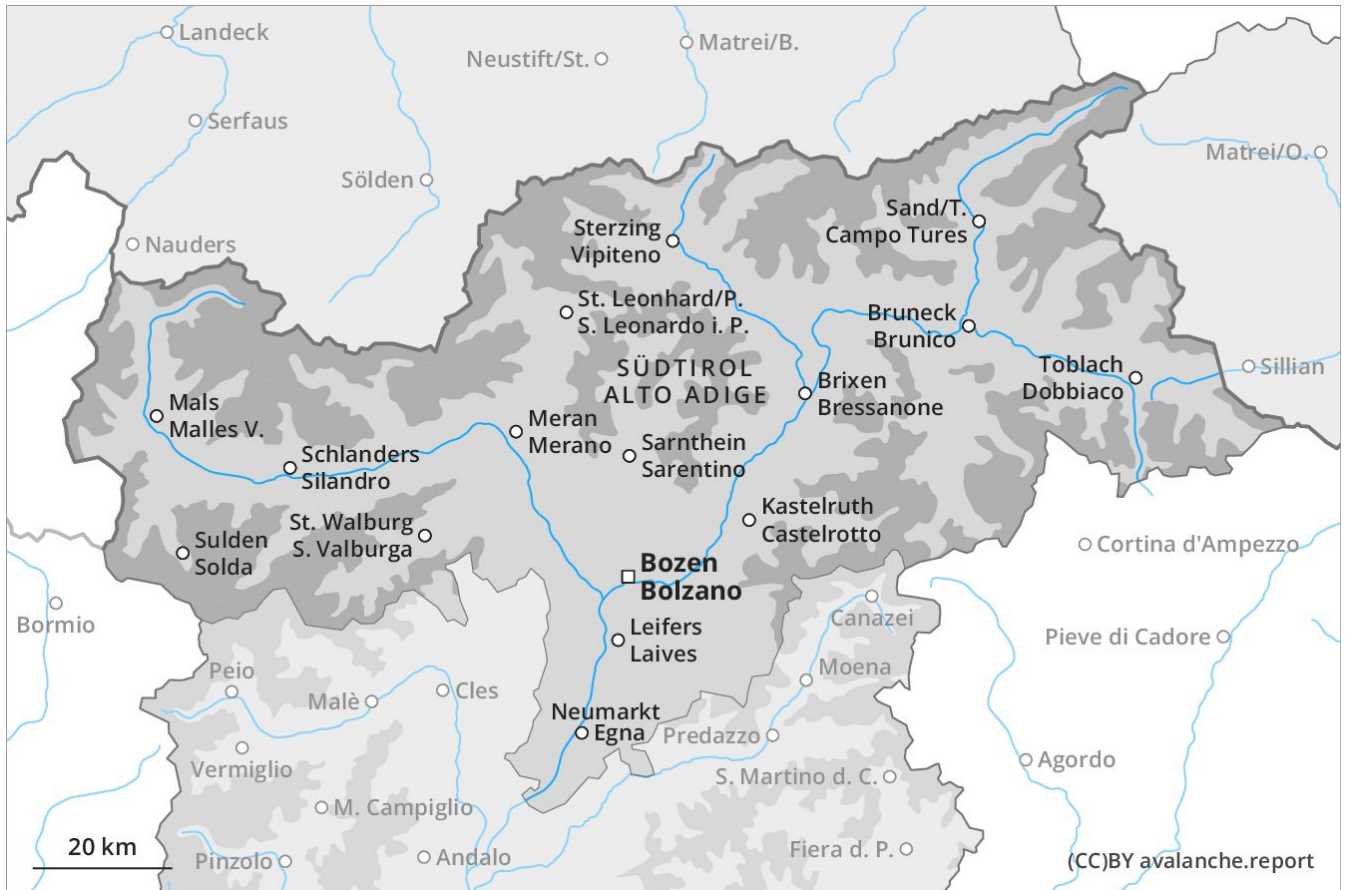 Landeck
Matrei/B.
Neustift/St.
Serfaus
Matrei/O.
Sölden
Sand/T.
Campo Tures
Sterzing
Vipiteno
Nauders
St. Leonhard/P.
S. Leonardo i. P.
Bruneck
Brunico
SÜDTIROL
ALTO ADIGE
Toblach
Dobbiaco
Sillian
Brixen
Bressanone
Mals
Malles V.
Meran
Merano
Sarnthein
Sarentino
Schlanders
Silandro
Kastelruth
Castelrotto
St. Walburg
S. Valburga
Sulden
Solda
Cortina d'Ampezzo
Bozen
Bolzano
Bormio
Canazei
Leifers
Laives
Pieve di Cadore
Peio
Moena
Malè
Cles
Neumarkt
Egna
Predazzo
Vermiglio
Agordo
S. Martino d. C.
M. Campiglio
20 km
Pinzolo
Andalo
Fiera d. P.
(CC)BY avalanche.report